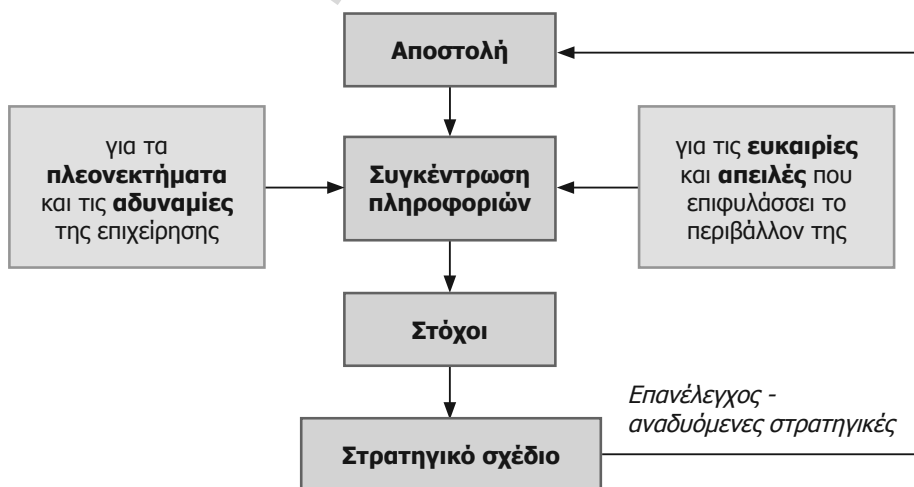 Αποστολή
για τα
πλεονεκτήματα
και τις αδυναμίες
της επιχείρησης
Συγκέντρωση
πληροφοριών
για τις ευκαιρίες
και απειλές που
επιφυλάσσει το
περιβάλλον της
Στόχοι
Επανέλεγχος -
αναδυόμενες στρατηγικές
Στρατηγικό σχέδιο